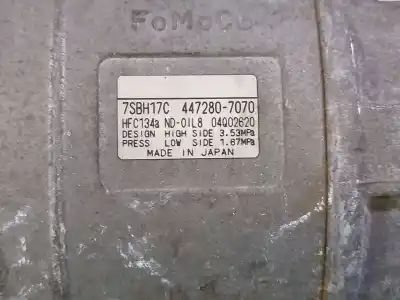 FoMoCo
7SBH17C 447280-7070
HFC134a ND-OIL8 04Q02620
DESIGN HIGH SIDE 3.53MPa
PRESS LOW SIDE 1.67MPa
MADE IN JAPAN